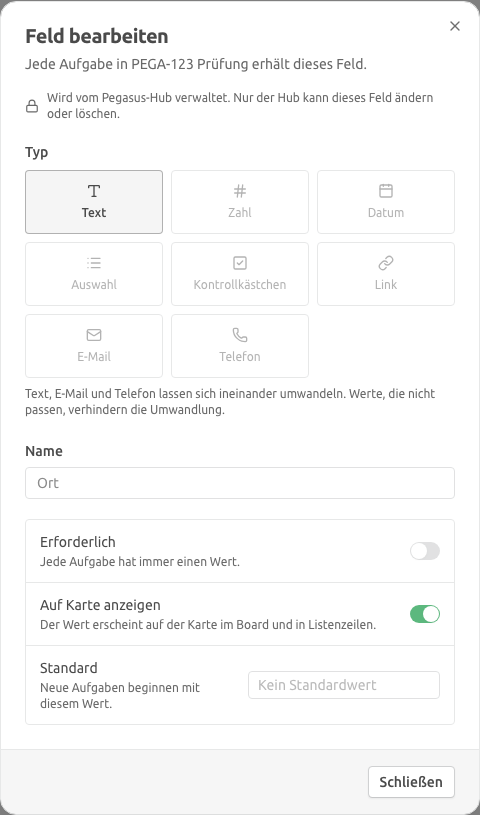 Feld bearbeiten
Jede Aufgabe in PEGA-123 Prüfung erhält dieses Feld.
Wird vom Pegasus-Hub verwaltet. Nur der Hub kann dieses Feld ändern
oder löschen.
Typ
Text
Zahl
Datum
Auswahl
Kontrollkästchen
Link
E-Mail
Telefon
Text, E-Mail und Telefon lassen sich ineinander umwandeln. Werte, die nicht
passen, verhindern die Umwandlung.
Name
Ort
Erforderlich
Jede Aufgabe hat immer einen Wert.
Auf Karte anzeigen
Der Wert erscheint auf der Karte im Board und in Listenzeilen.
Standard
Neue Aufgaben beginnen mit
diesem Wert.
Kein Standardwert
Schließen